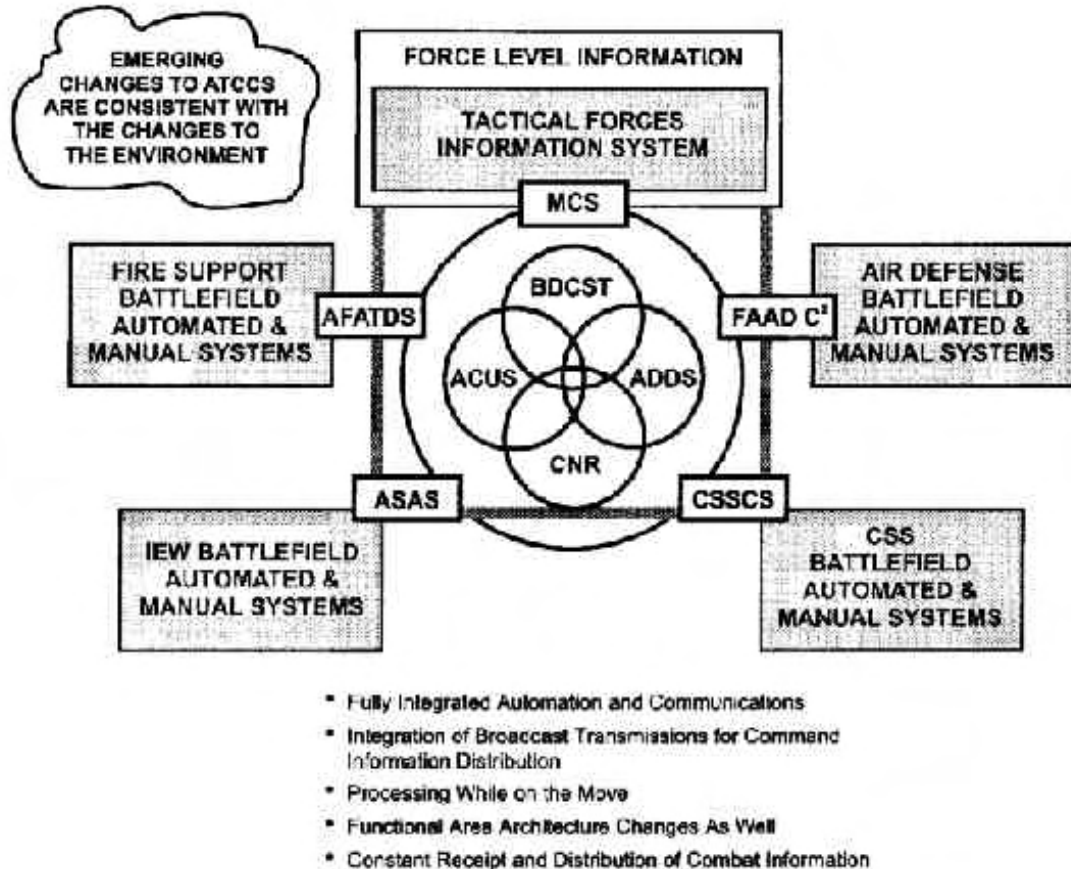 EMERGING
CHANGES TO ATCCS
ARE CONSISTENT WITH
THE CHANGES TO
THE ENVIRONMENT
FORCE LEVEL INFORMATION
TACTICAL FORCES
INFORMATION SYSTEM
MCS
FIRE SUPPORT
BATTLEFIELD
AUTOMATED &
MANUAL SYSTEMS
AFATDS
BDCST
FAAD C²
AIR DEFENSE
BATTLEFIELD
AUTOMATED &
MANUAL SYSTEMS
ACUS
ADDS
CNR
ASAS
CSSCS
IEW BATTLEFIELD
AUTOMATED &
MANUAL SYSTEMS
CSS
BATTLEFIELD
AUTOMATED &
MANUAL SYSTEMS
* Fully Integrated Automation and Communications
* Integration of Broadcast Transmissions for Command
Information Distribution
* Processing While on the Move
* Functional Area Architecture Changes As Well
* Constant Receipt and Distribution of Combat Information